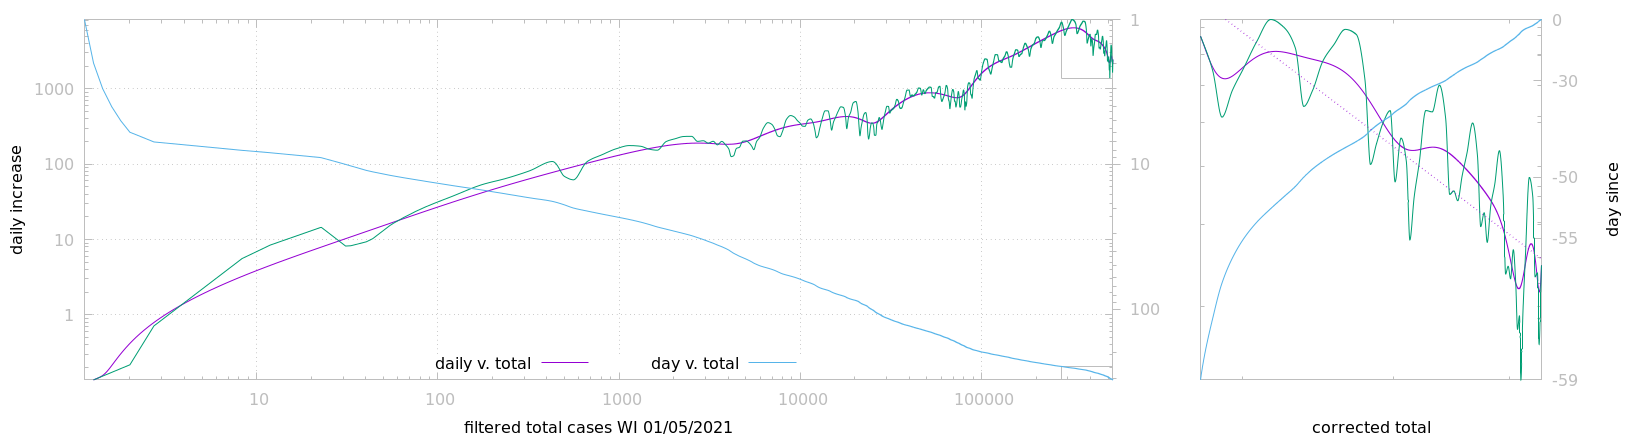 daily increase
1000
100
10
1
10
100
1000
10000
100000
1
10
100
daily v. total
day v. total
filtered total cases WI 01/05/2021
-0
-30
-50
-55
-59
day since
corrected total